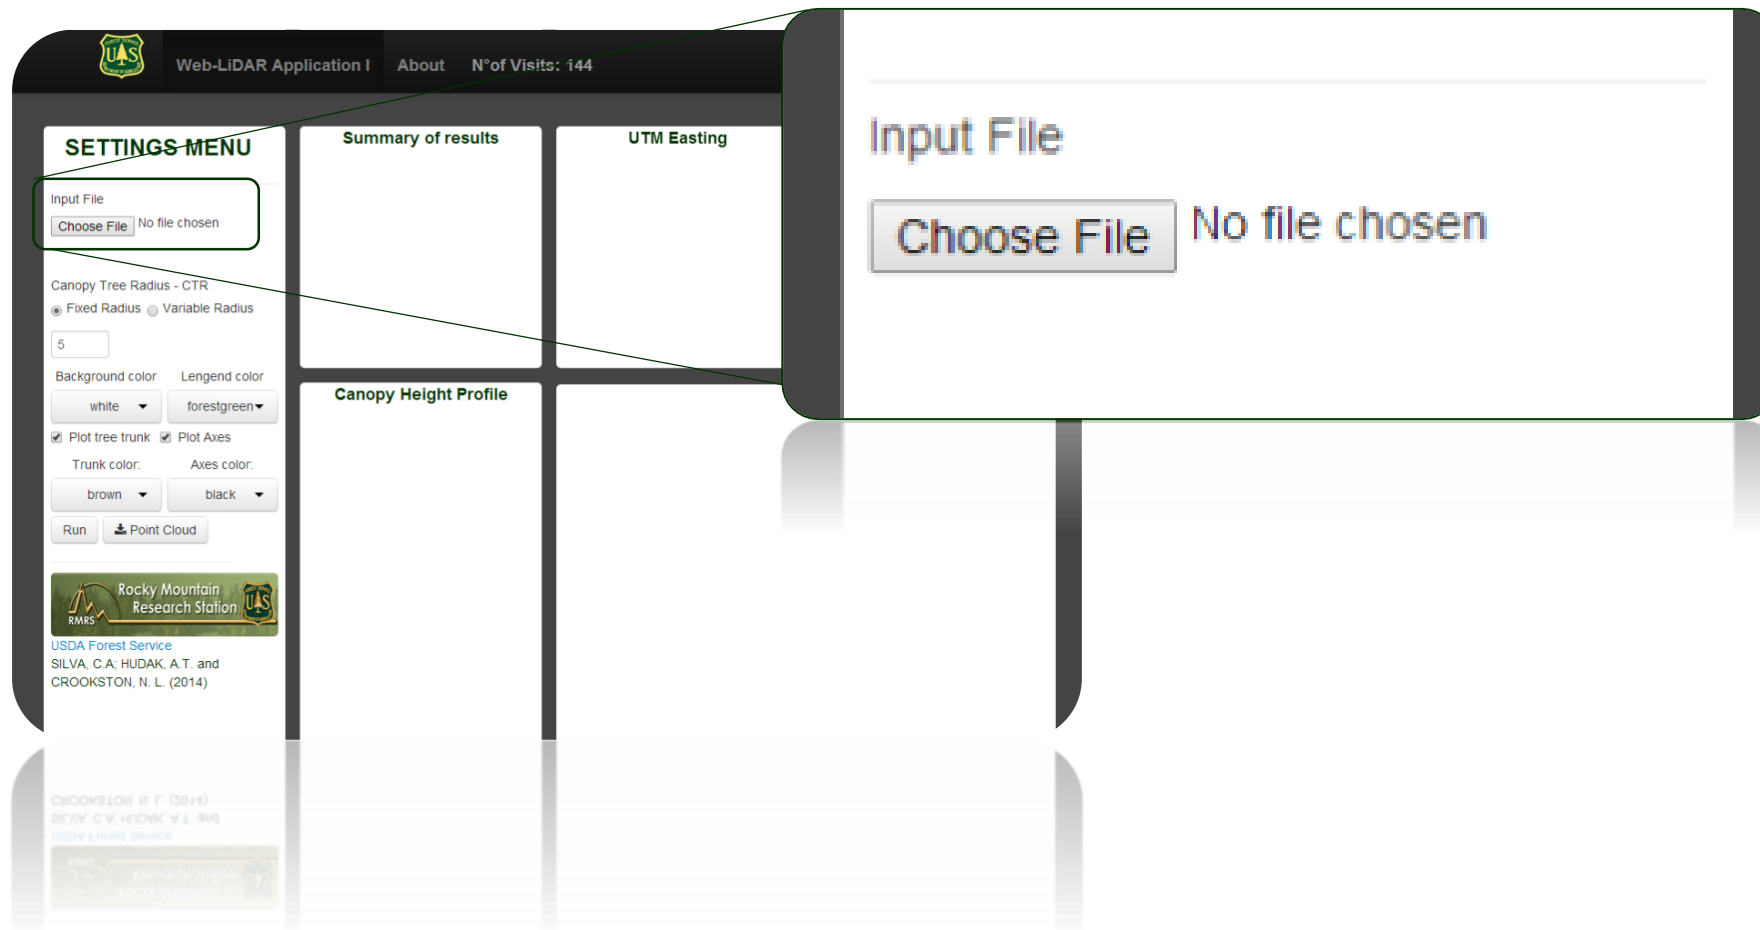 Web-LiDAR Application I About N°of Visits: 144
SETTINGS MENU
Input File
Choose File No file chosen
Canopy Tree Radius - CTR
Fixed Radius Variable Radius
5
Background color Lengend color
white forestgreen
Plot tree trunk Plot Axes
Trunk color: Axes color:
brown black
Run Point Cloud
Rocky Mountain
Research Station
RMRS
UAS
USDA Forest Service
SILVA, C.A; HUDAK, A.T. and
CROOKSTON, N. L. (2014)
Summary of results
UTM Easting
Canopy Height Profile
Input File
Choose File No file chosen